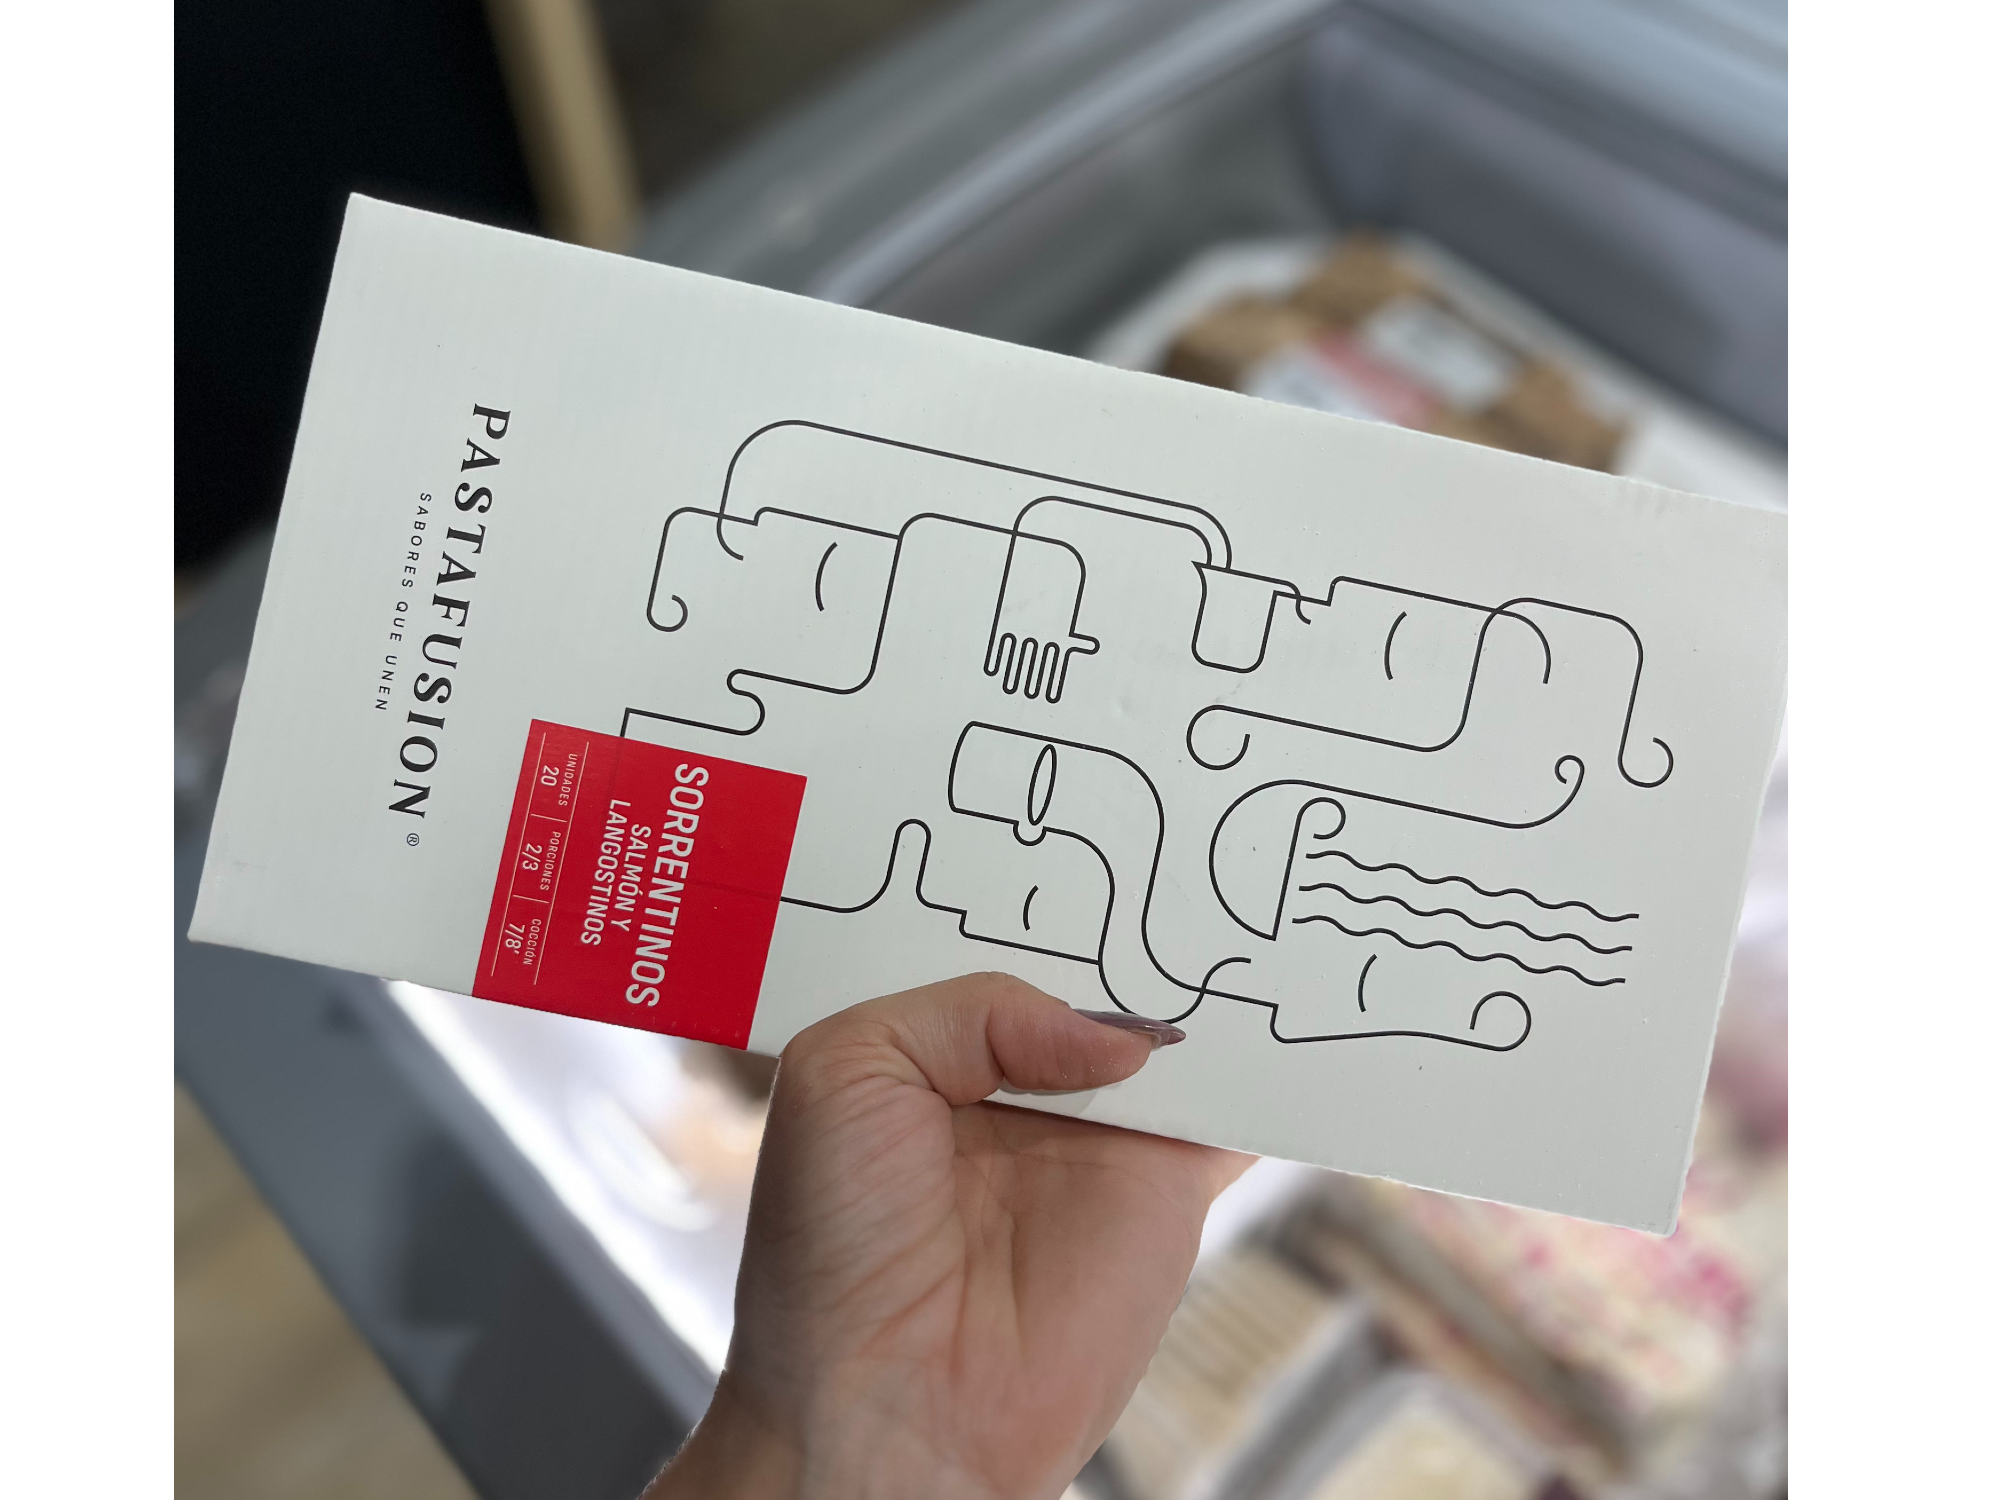 PASTAFUSION®
SABORES QUE UNEN
SORRENTINOS
SALMÓN Y
LANGOSTINOS
UNIDADES
20
PORCIONES
2/3
COCCIÓN
7/8'